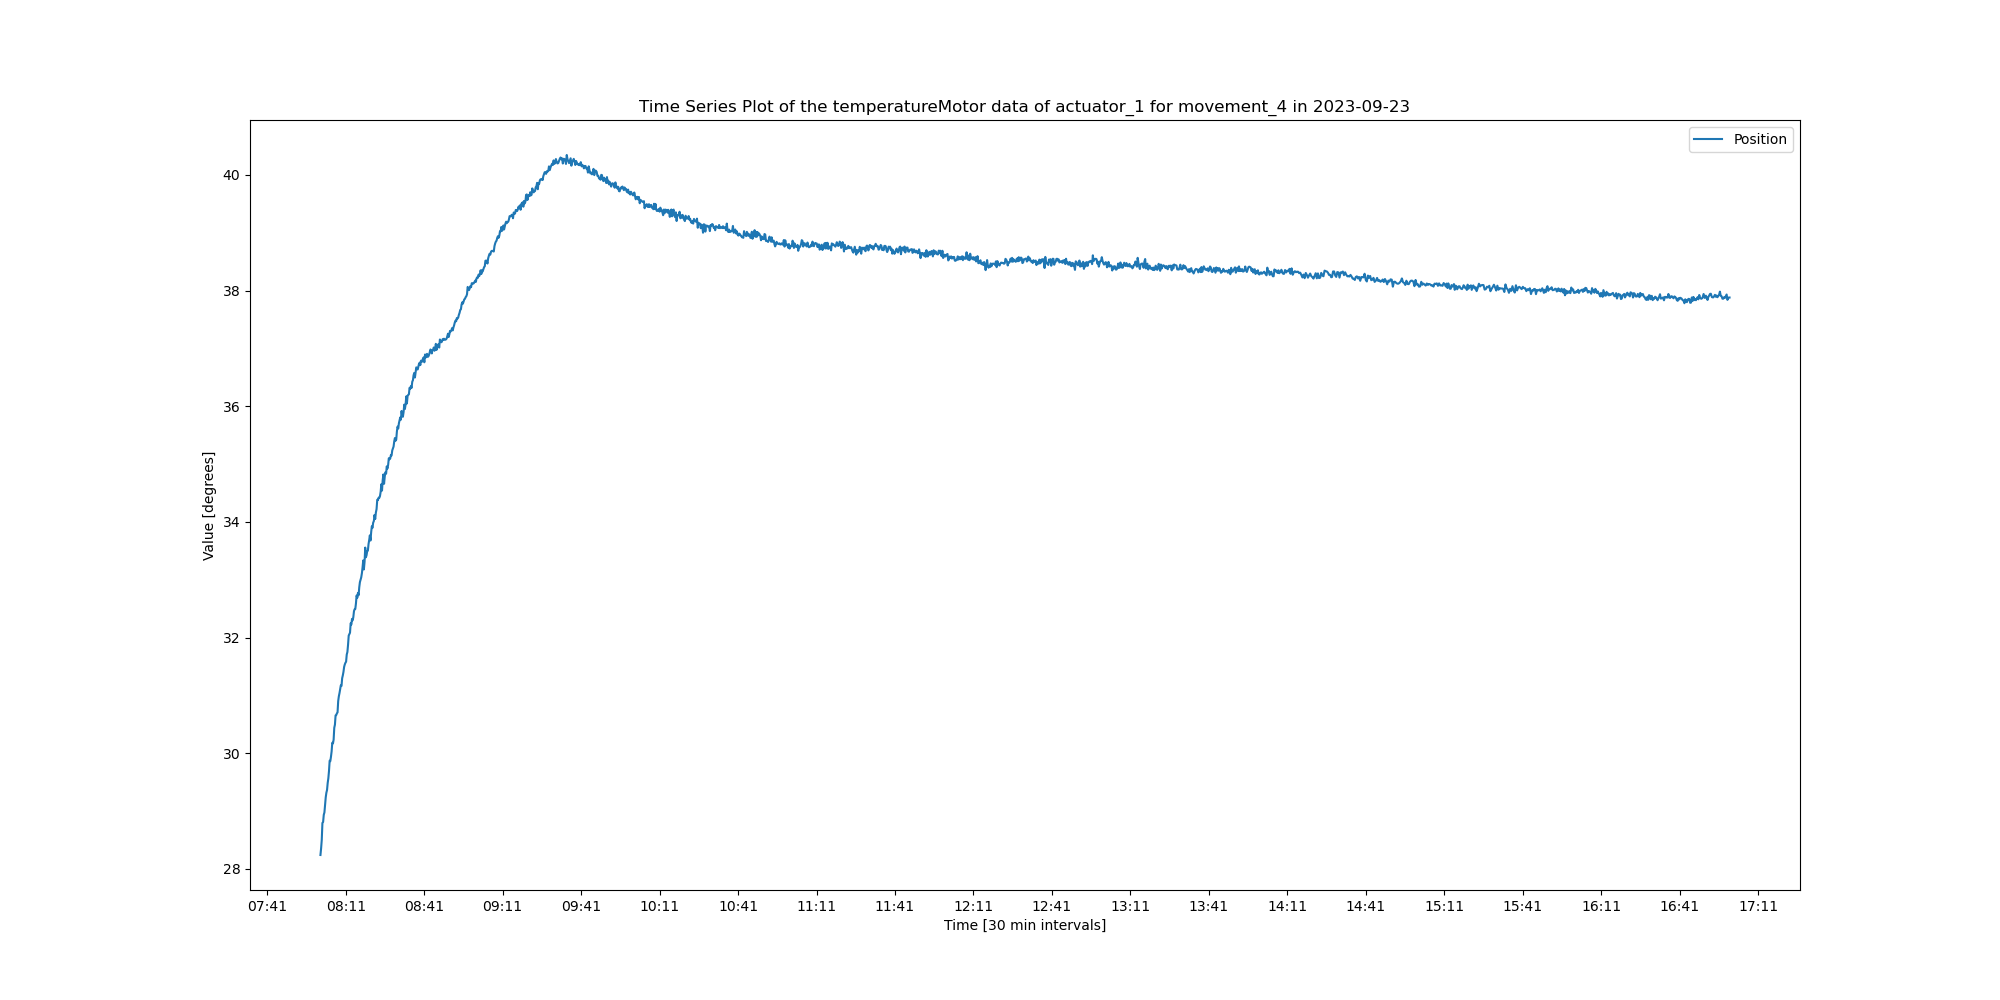 Time Series Plot of the temperatureMotor data of actuator_1 for movement_4 in 2023-09-23
Position
40
38
36
34
32
30
28
Value [degrees]
07:41 08:11 08:41 09:11 09:41 10:11 10:41 11:11 11:41 12:11 12:41 13:11 13:41 14:11 14:41 15:11 15:41 16:11 16:41 17:11
Time [30 min intervals]